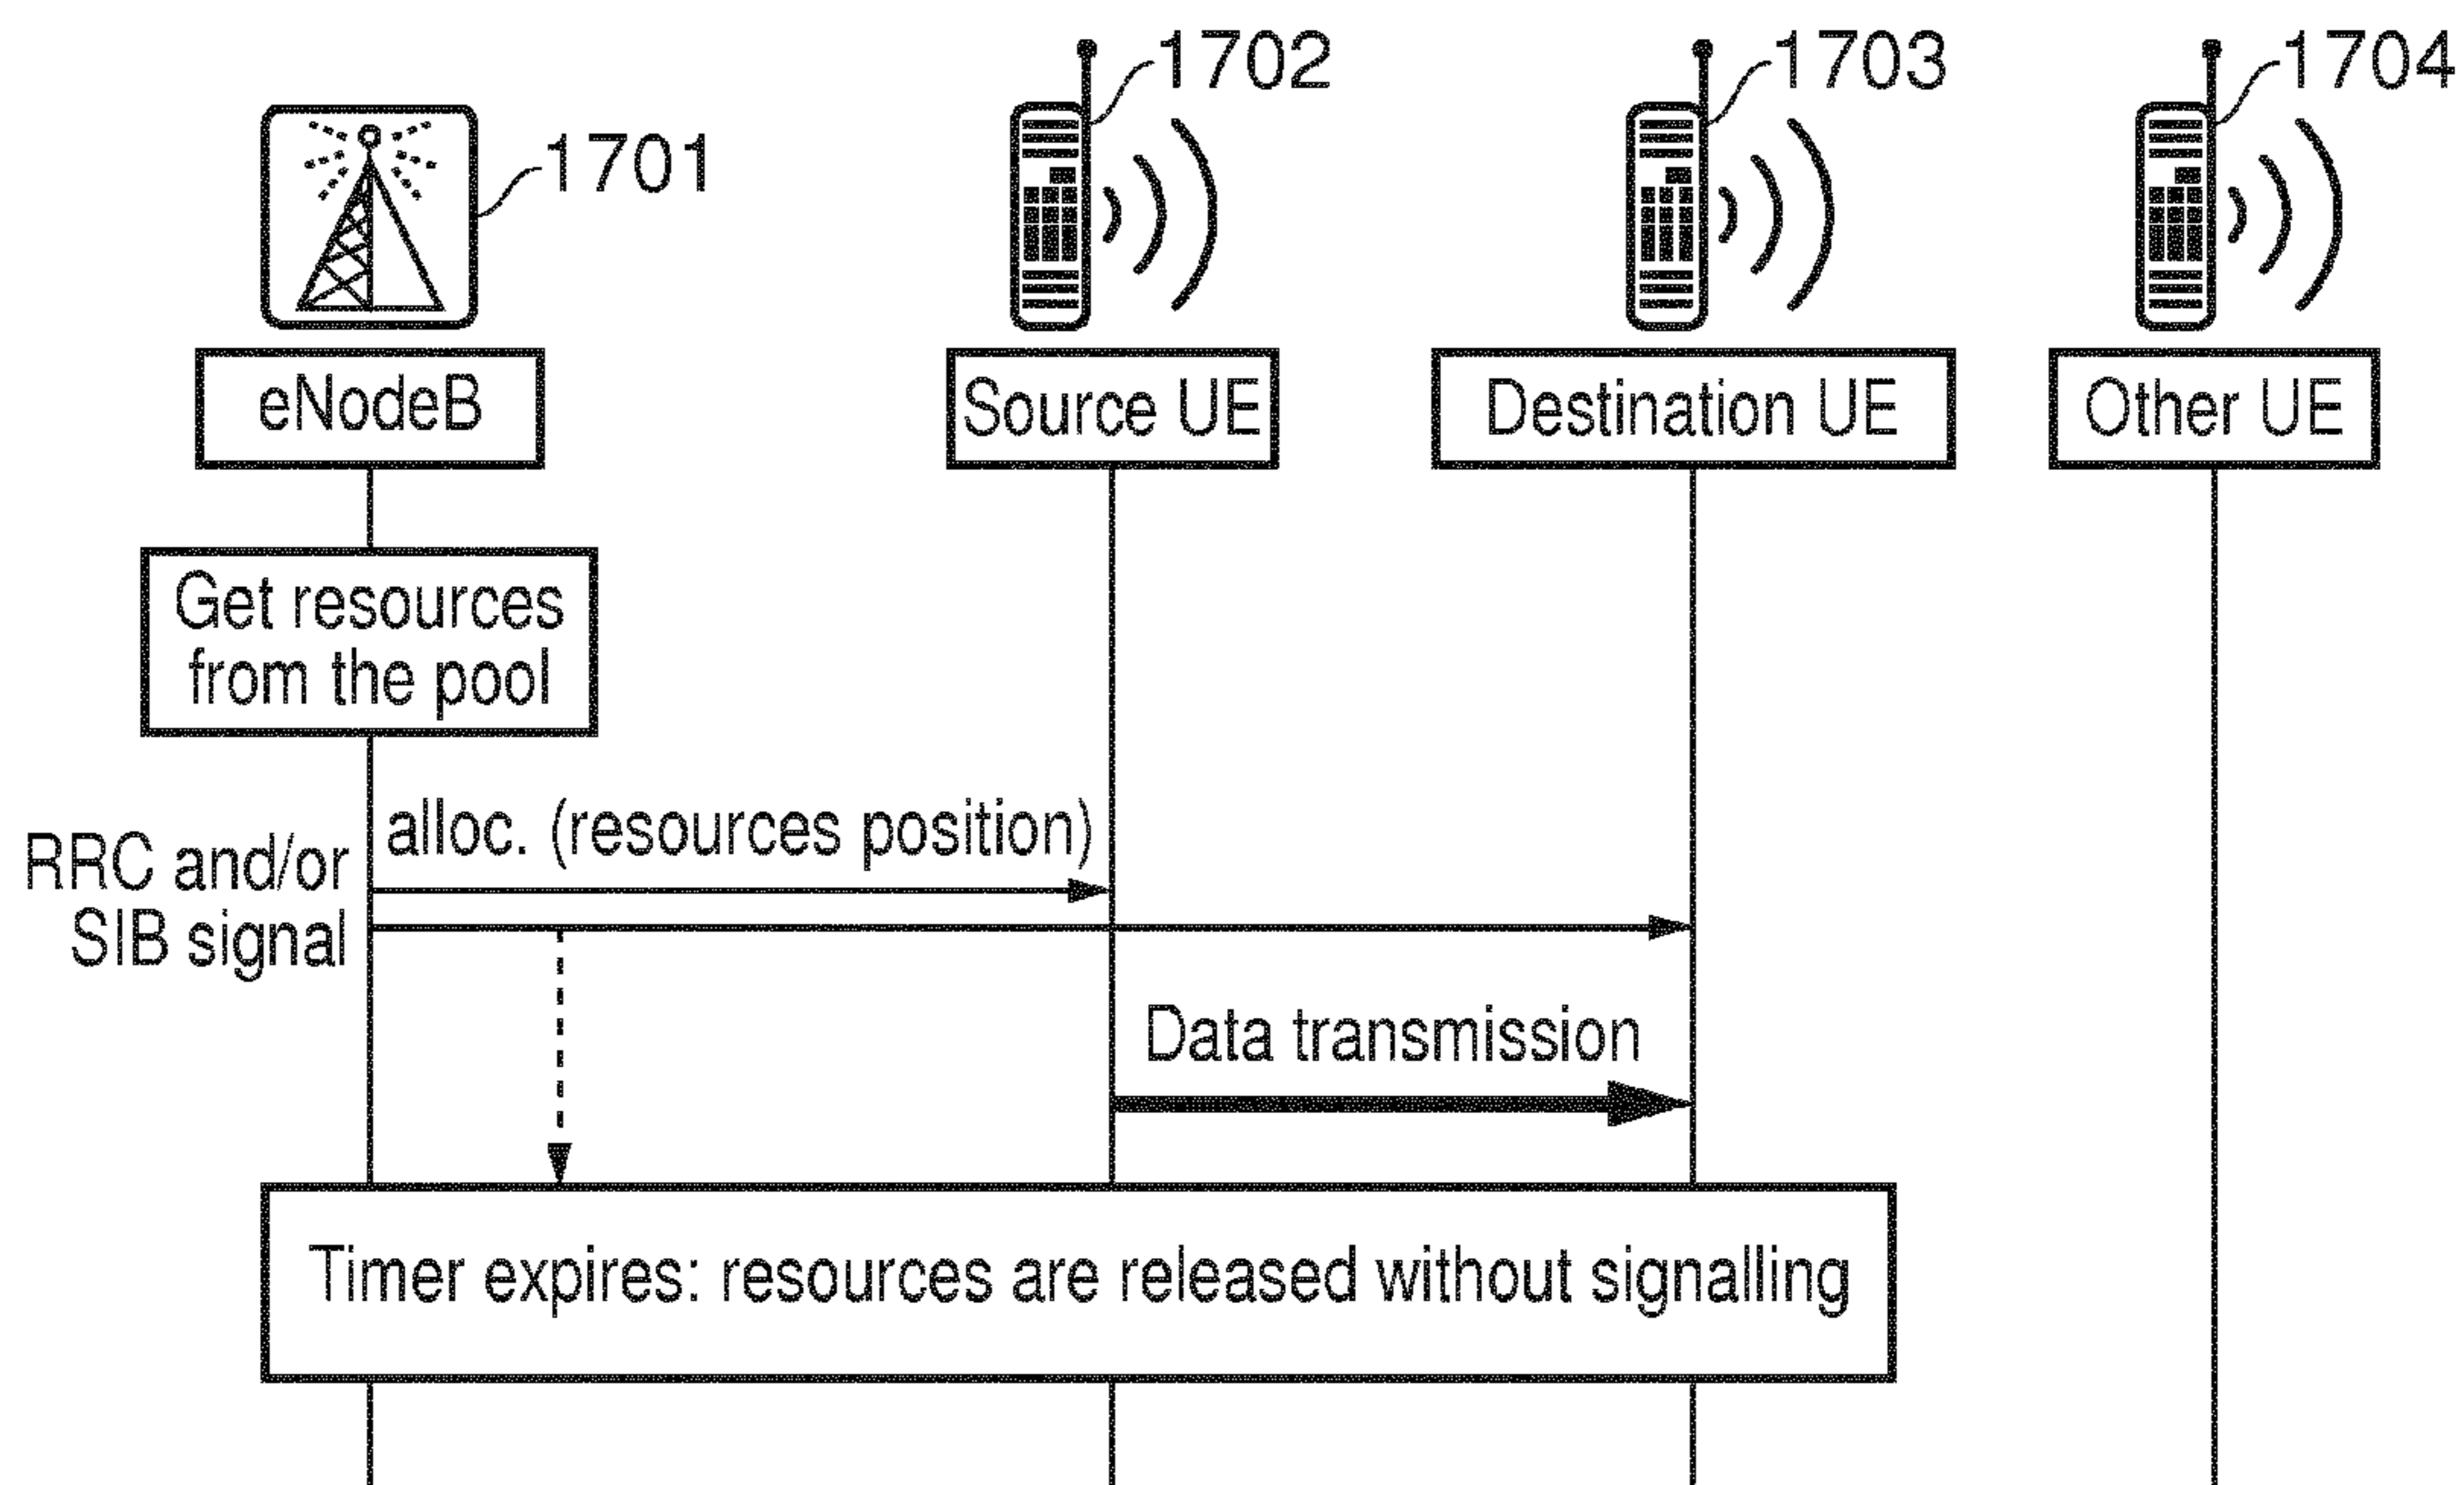 1701
1702
1703
1704
eNodeB
Source UE
Destination UE
Other UE
Get resources
from the pool
RRC and/or
SIB signal
alloc. (resources position)
Data transmission
Timer expires: resources are released without signalling